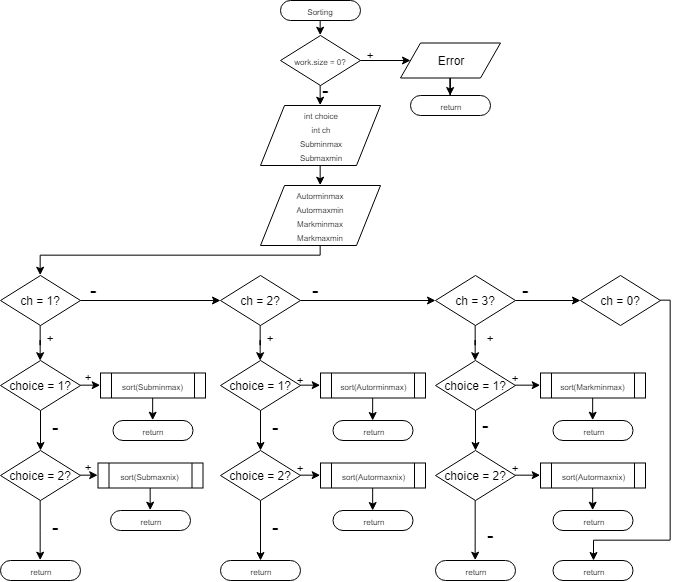 Sorting
work.size = 0?
+
Error
-
return
int choice
int ch
Subminmax
Submaxmin
Autorminmax
Autormaxmin
Markminmax
Markmaxmin
ch = 1?
-
ch = 2?
-
ch = 3?
-
ch = 0?
+
+
+
choice = 1?
+
sort(Subminmax)
choice = 1?
+
sort(Autorminmax)
choice = 1?
+
sort(Markminmax)
-
return
-
return
-
return
choice = 2?
+
sort(Submaxnix)
choice = 2?
+
sort(Autormaxnix)
choice = 2?
+
sort(Autormaxnix)
-
return
-
return
-
return
return
return
return
return